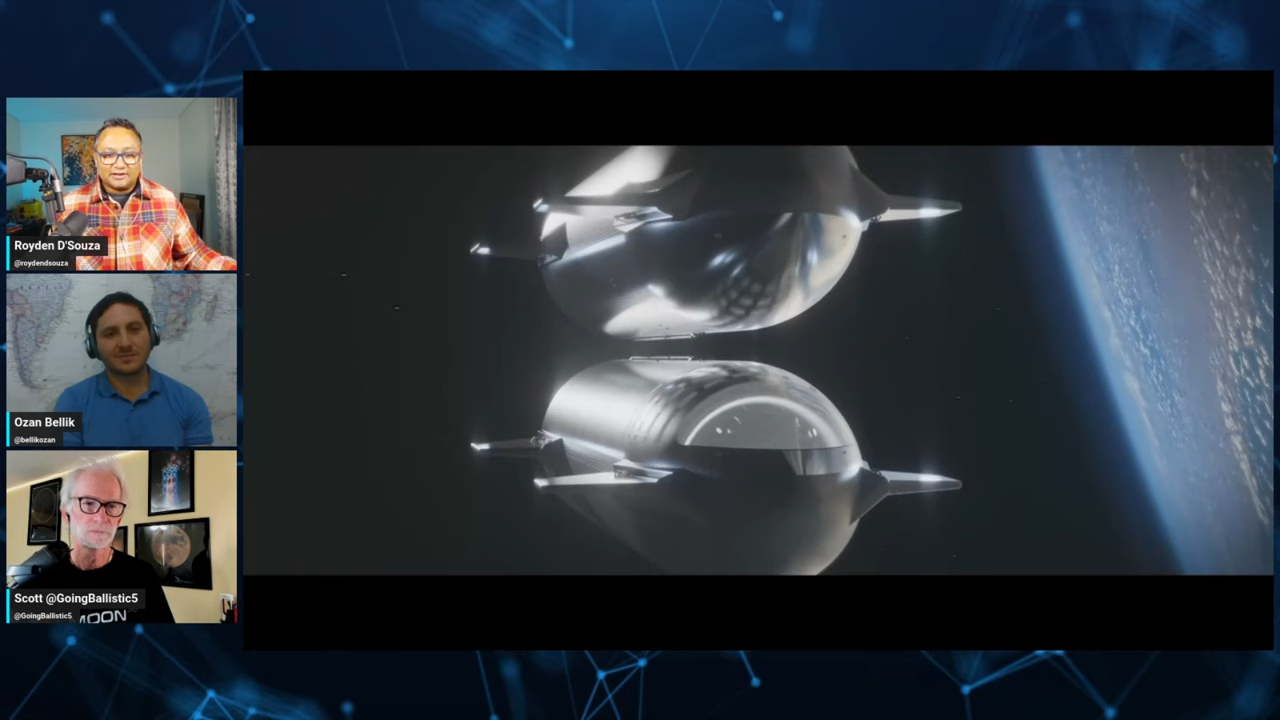 Royden D'Souza
@roydendsouza
Ozan Bellik
@bellikozan
Scott @GoingBallistic5
@GoingBallistic5
MOON